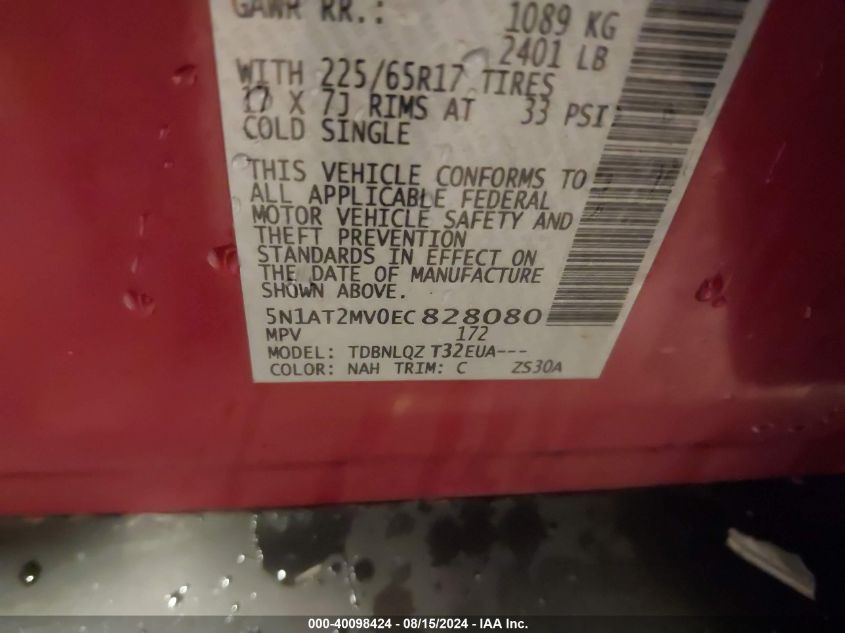 GAWR RR.: 1089 KG
2401 LB
WITH 225/65R17 TIRES
17 X 7J RIMS AT 33 PSI
COLD SINGLE
THIS VEHICLE CONFORMS TO
ALL APPLICABLE FEDERAL
MOTOR VEHICLE SAFETY AND
THEFT PREVENTION
STANDARDS IN EFFECT ON
THE DATE OF MANUFACTURE
SHOWN ABOVE.
5N1AT2MV0EC828080
MPV 172
MODEL: TDBNLQZ T32EUA---
COLOR: NAH TRIM: C ZS30A
000-40098424 - 08/15/2024 - IAA Inc.